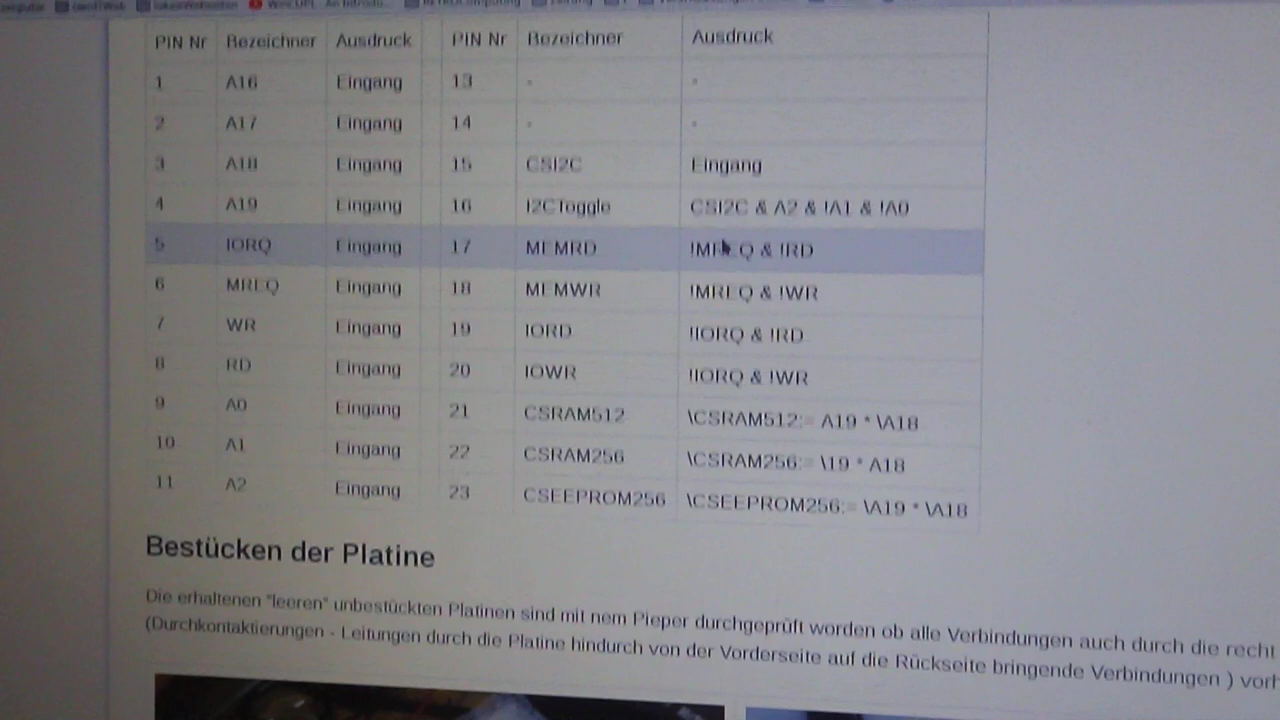 PIN Nr Bezeichner Ausdruck PIN Nr Bezeichner Ausdruck
1 A16 Eingang 13 - -
2 A17 Eingang 14 - -
3 A18 Eingang 15 CSI2C Eingang
4 A19 Eingang 16 I2CToggle CSI2C & A2 & !A1 & !A0
5 IORQ Eingang 17 MEMRD !MREQ & !RD
6 MREQ Eingang 18 MEMWR !MREQ & !WR
7 WR Eingang 19 IORD !IORQ & !RD
8 RD Eingang 20 IOWR !IORQ & !WR
9 A0 Eingang 21 CSRAM512 \CSRAM512:= A19 * \A18
10 A1 Eingang 22 CSRAM256 \CSRAM256:= \19 * A18
11 A2 Eingang 23 CSEEPROM256 \CSEEPROM256:= \A19 * \A18
Bestücken der Platine
Die erhaltenen "leeren" unbestückten Platinen sind mit nem Pieper durchgeprüft worden ob alle Verbindungen auch durch die recht
(Durchkontaktierungen - Leitungen durch die Platine hindurch von der Vorderseite auf die Rückseite bringende Verbindungen ) vorh